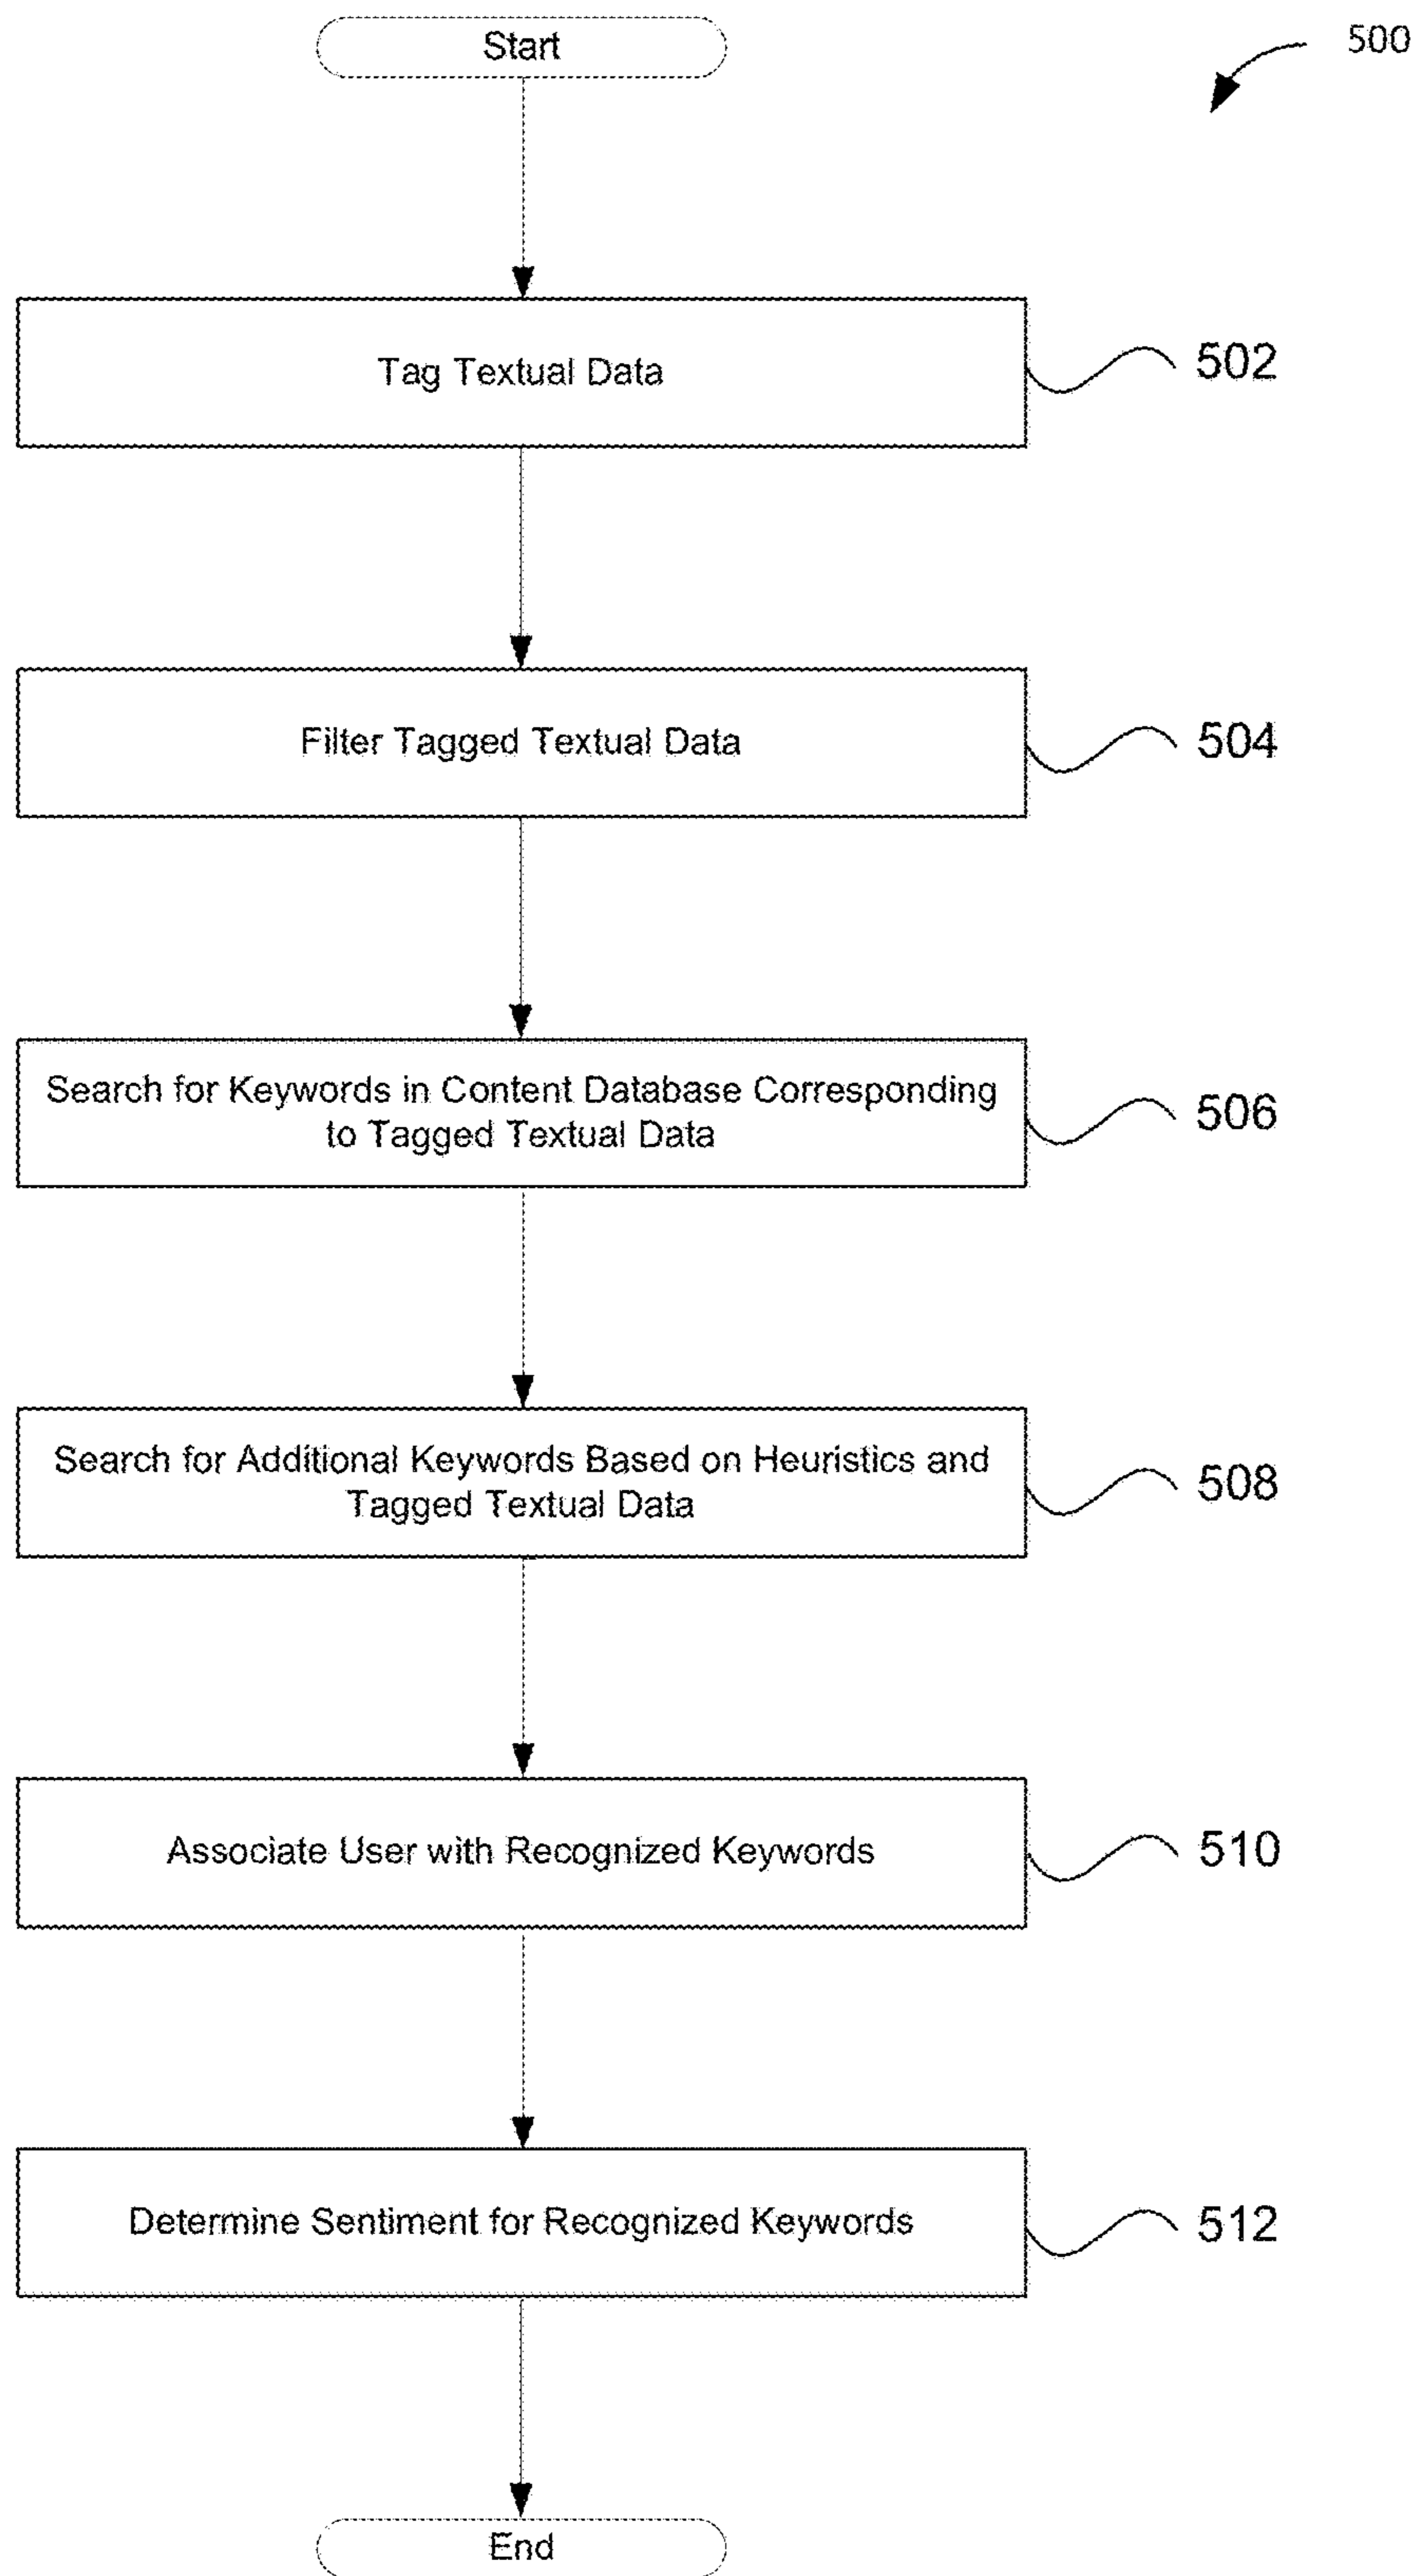 Start
500
Tag Textual Data
502
Filter Tagged Textual Data
504
Search for Keywords in Content Database Corresponding
to Tagged Textual Data
506
Search for Additional Keywords Based on Heuristics and
Tagged Textual Data
508
Associate User with Recognized Keywords
510
Determine Sentiment for Recognized Keywords
512
End